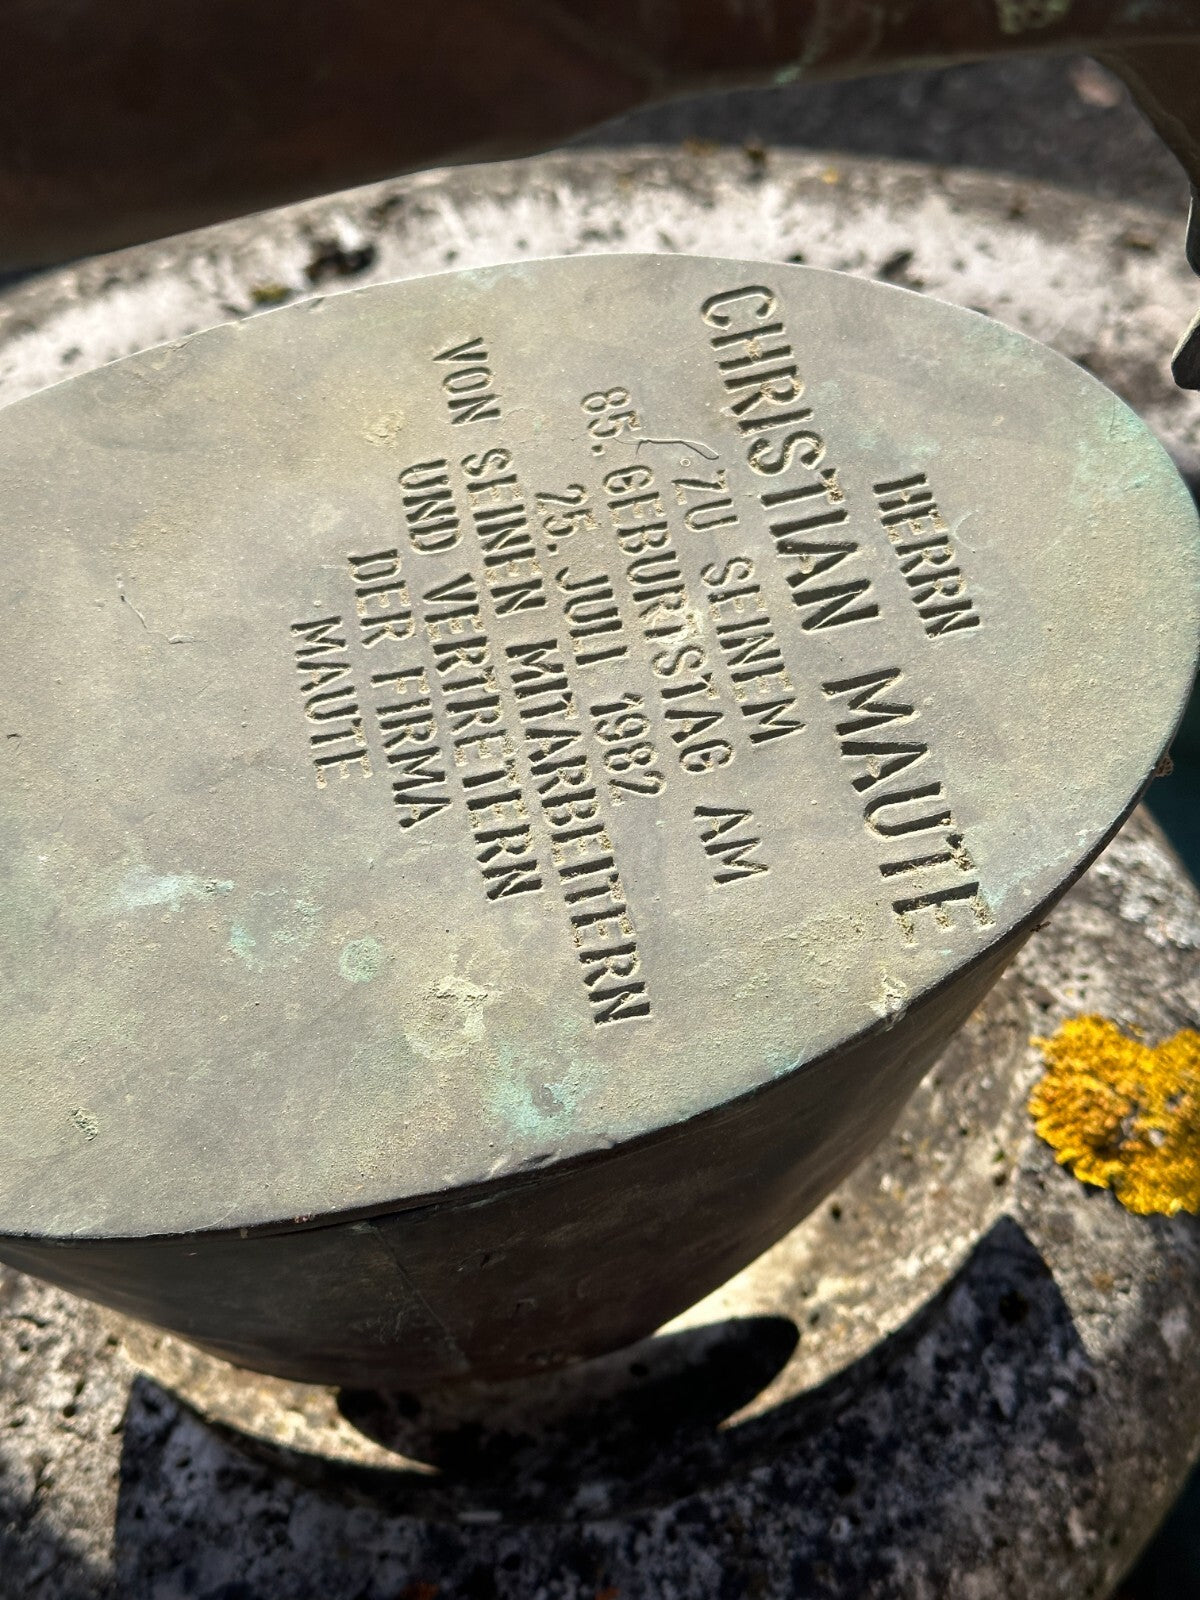 HERRN
CHRISTIAN MAUTE
ZU SEINEM
85. GEBURTSTAG AM
25. JULI 1982
VON SEINEN MITARBEITERN
UND VERTRETERN
DER FIRMA
MAUTE